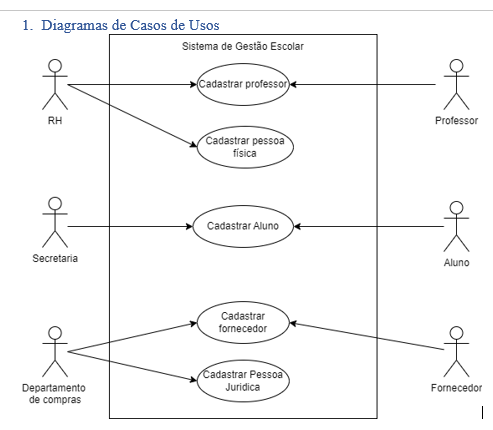 1. Diagramas de Casos de Usos
Sistema de Gestão Escolar
Cadastrar professor
RH
Professor
Cadastrar pessoa
física
Cadastrar Aluno
Secretaria
Aluno
Cadastrar
fornecedor
Cadastrar Pessoa
Juridica
Departamento
de compras
Fornecedor